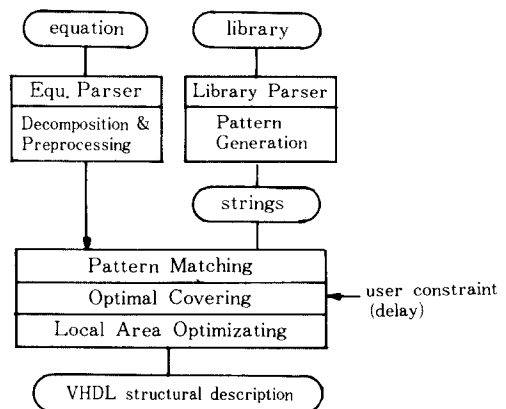 equation
library
Equ. Parser
Decomposition &
Preprocessing
Library Parser
Pattern
Generation
strings
Pattern Matching
Optimal Covering
Local Area Optimizating
user constraint
(delay)
VHDL structural description